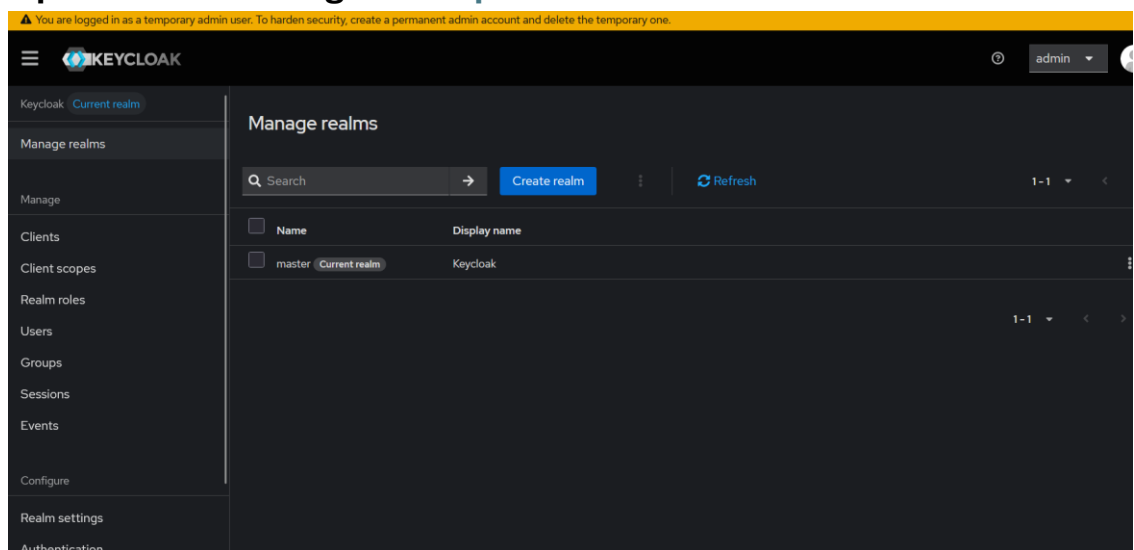 You are logged in as a temporary admin user. To harden security, create a permanent admin account and delete the temporary one.
KEYCLOAK
admin
Keycloak Current realm
Manage realms
Manage
Clients
Client scopes
Realm roles
Users
Groups
Sessions
Events
Configure
Realm settings
Authentication
Manage realms
Search
Create realm
Refresh
1-1
Name Display name
master Current realm Keycloak
1-1